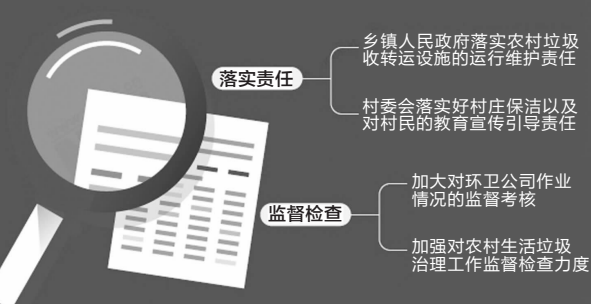 落实责任
乡镇人民政府落实农村垃圾
收转运设施的运行维护责任
村委会落实好村庄保洁以及
对村民的教育宣传引导责任
监督检查
加大对环卫公司作业
情况的监督考核
加强对农村生活垃圾
治理工作监督检查力度